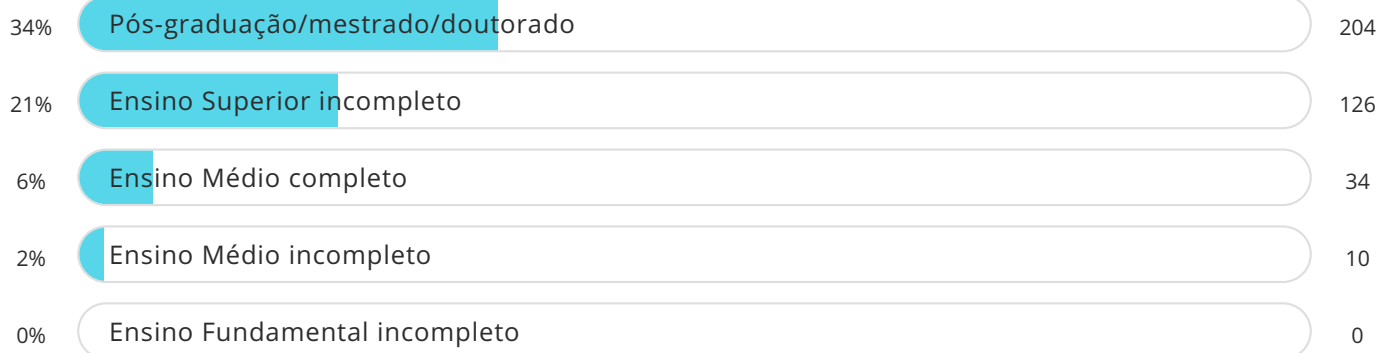 34% Pós-graduação/mestrado/doutorado 204
21% Ensino Superior incompleto 126
6% Ensino Médio completo 34
2% Ensino Médio incompleto 10
0% Ensino Fundamental incompleto 0